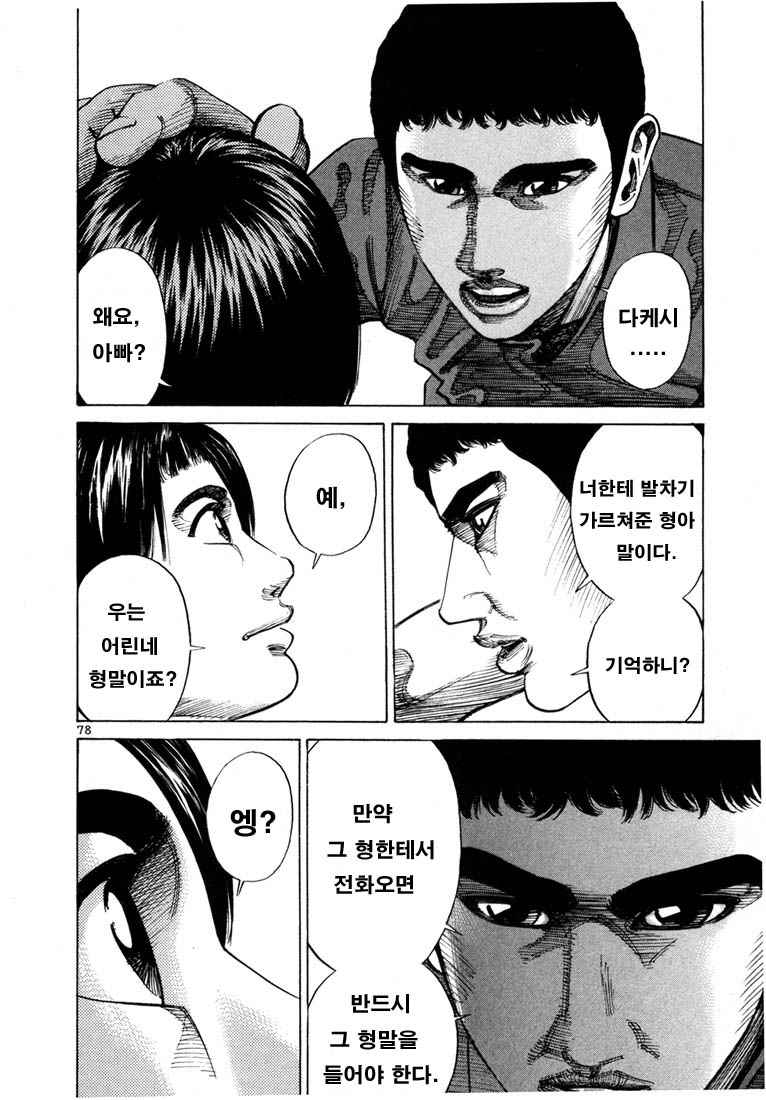 다케시
.....
왜요,
아빠?
너한테 발차기
가르쳐준 형아
말이다.
기억하니?
예,
우는
어린네
형말이죠?
78
만약
그 형한테서
전화오면
반드시
그 형말을
들어야 한다.
엥?